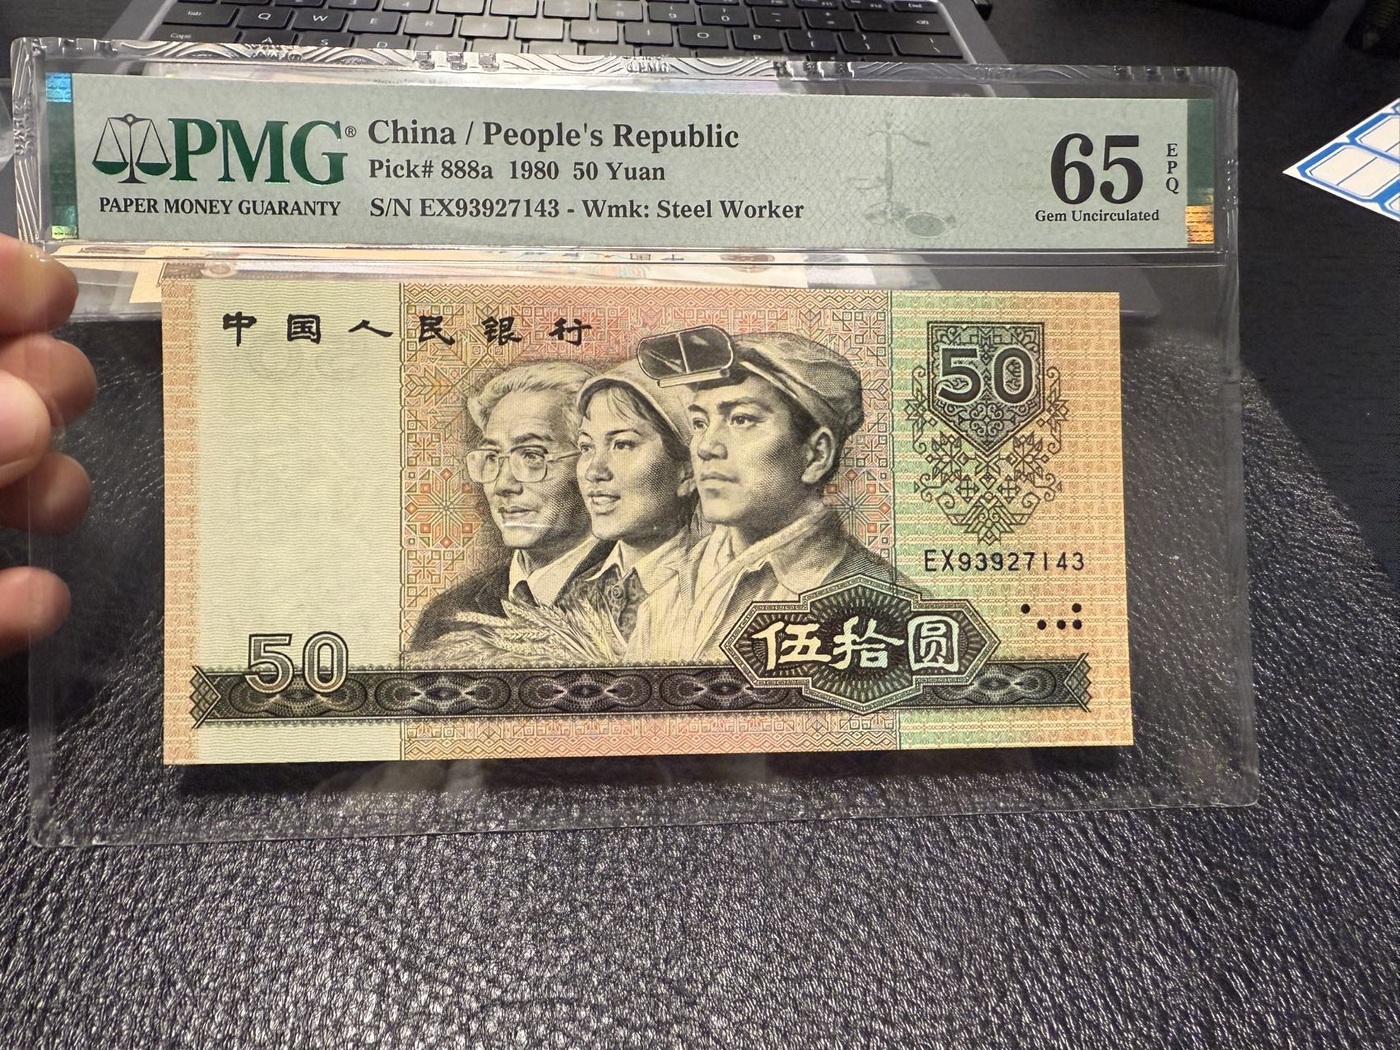 PMG® China / People's Republic
Pick# 888a 1980 50 Yuan
PAPER MONEY GUARANTY S/N EX93927143 - Wmk: Steel Worker
65 EPQ
Gem Uncirculated
中国人民银行
50
EX93927143
50
伍拾圆